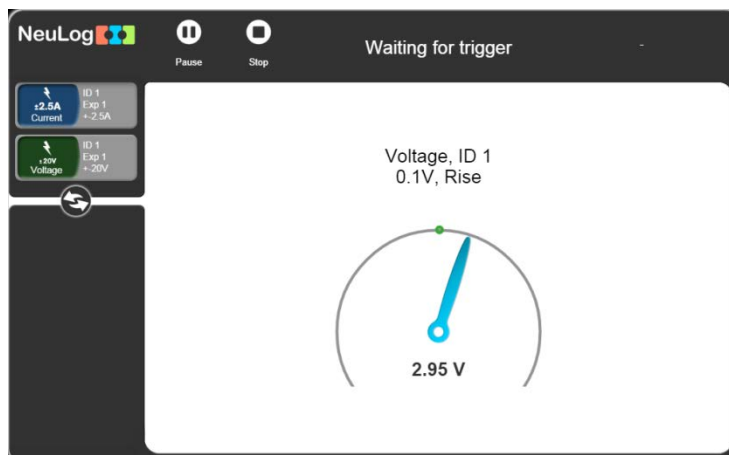 NeuLog
Pause
Stop
Waiting for trigger
-
±2.5A
Current
ID 1
Exp 1
+-2.5A
±20V
Voltage
ID 1
Exp 1
+-20V
Voltage, ID 1
0.1V, Rise
2.95 V